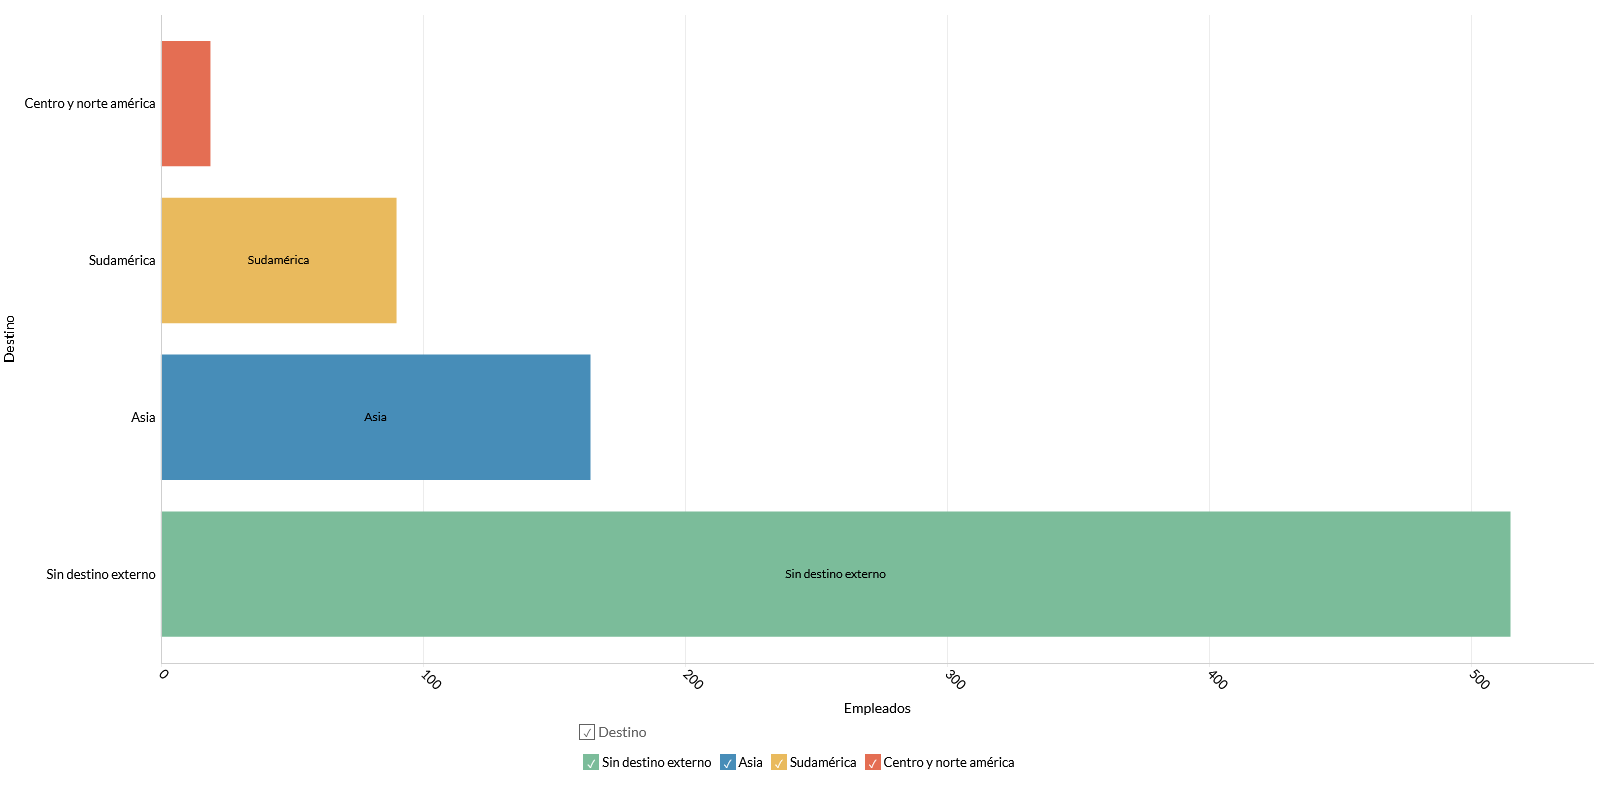 Centro y norte américa
Sudamérica
Sudamérica
Destino
Asia
Asia
Sin destino externo
Sin destino externo
0
100
200
300
400
500
Empleados
Destino
Sin destino externo Asia Sudamérica Centro y norte américa